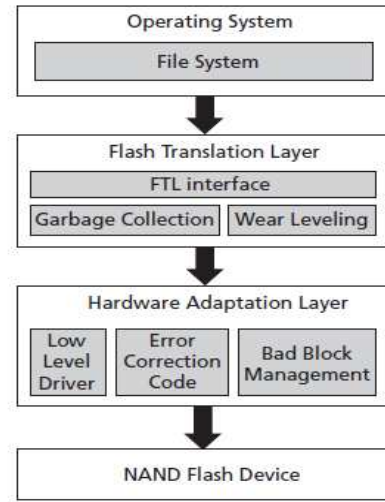 Operating System
File System
Flash Translation Layer
FTL interface
Garbage Collection
Wear Leveling
Hardware Adaptation Layer
Low
Level
Driver
Error
Correction
Code
Bad Block
Management
NAND Flash Device